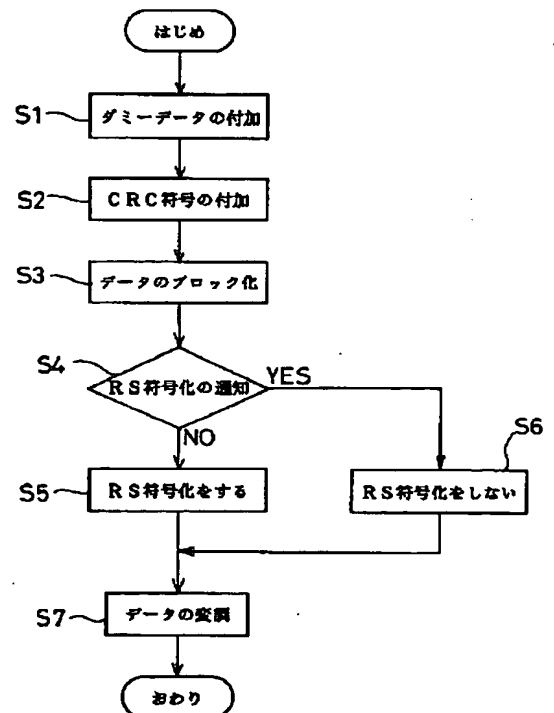 はじめ
S1 ダミーデータの付加
S2 CRC符号の付加
S3 データのブロック化
S4 RS符号化の通知 YES
NO
S6
S5 RS符号化をする RS符号化をしない
S7 データの変調
おわり